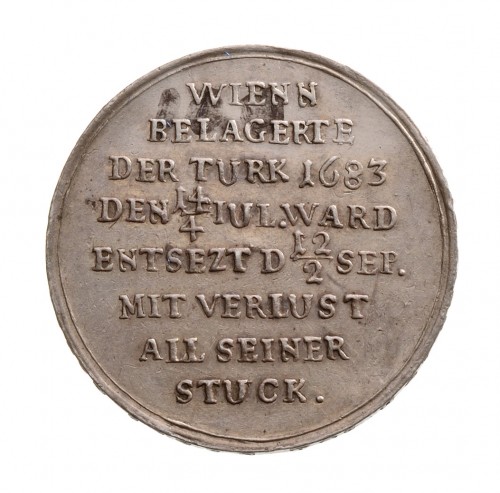 WIENN
BELAGERTE
DER TURK 1683
DEN 14/4 IUL. WARD
ENTSEZT D 12/2 SEP.
MIT VERLUST
ALL SEINER
STUCK.